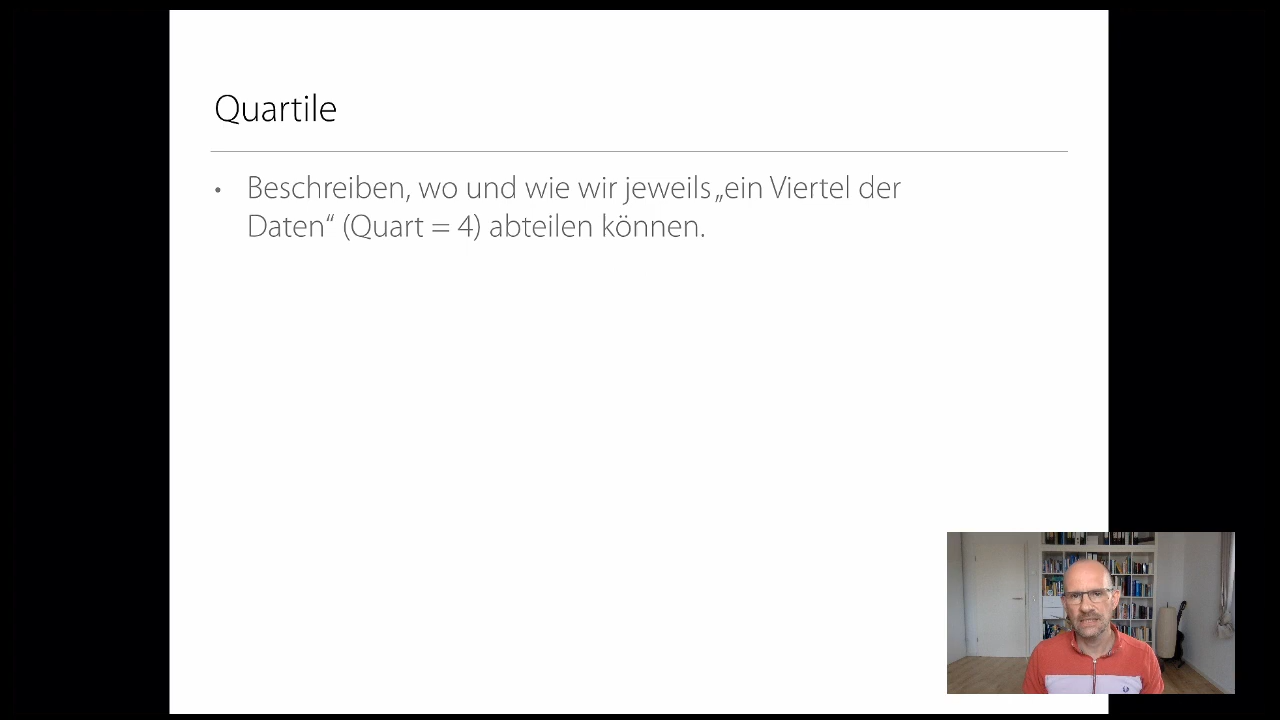 Quartile
• Beschreiben, wo und wie wir jeweils „ein Viertel der
Daten“ (Quart = 4) abteilen können.